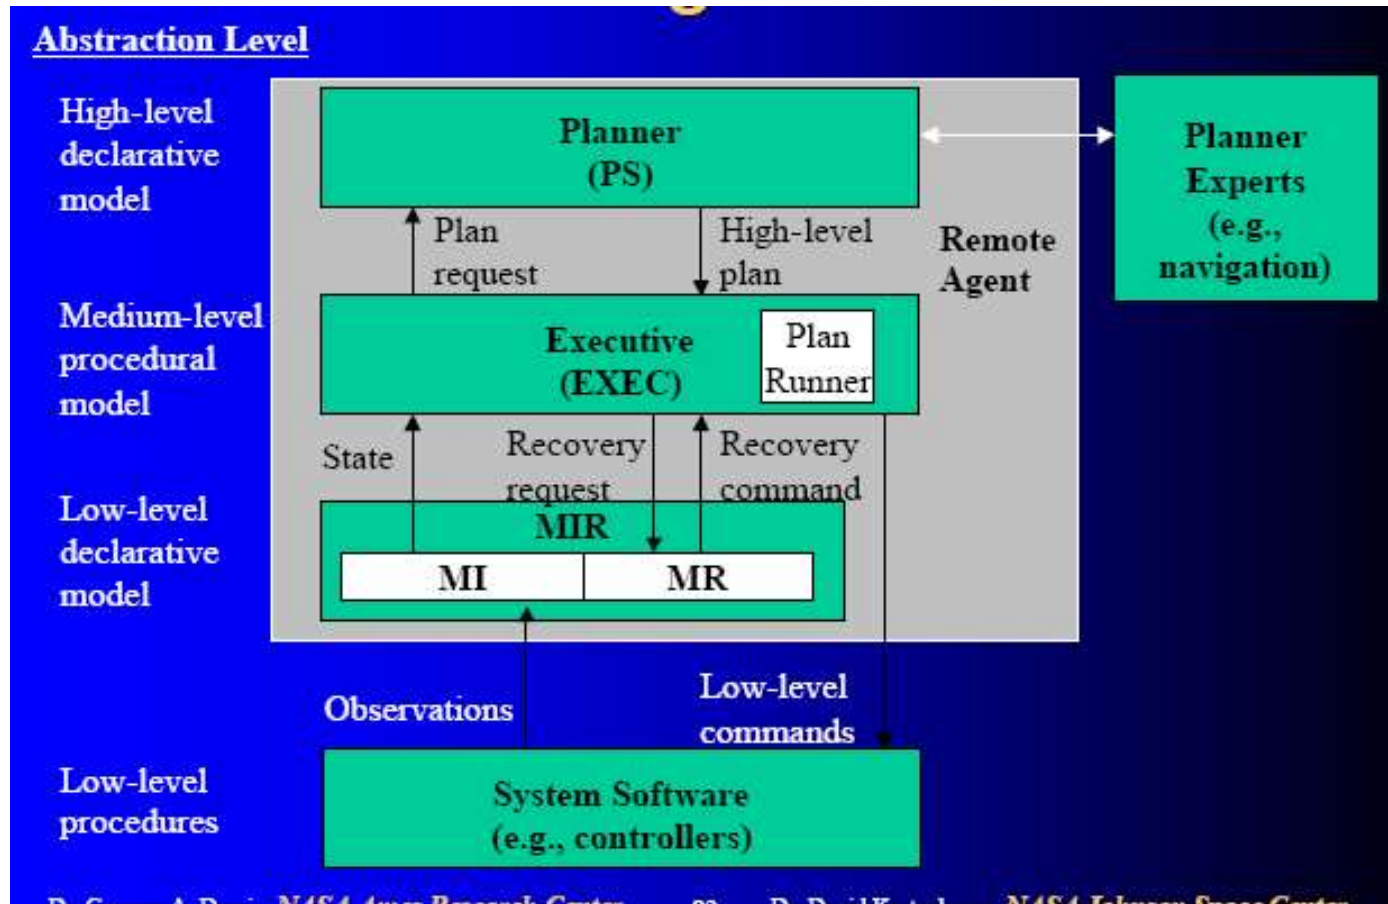 Abstraction Level
High-level
declarative
model
Planner
(PS)
Planner
Experts
(e.g.,
navigation)
Plan
request
High-level
plan
Remote
Agent
Medium-level
procedural
model
Executive
(EXEC)
Plan
Runner
State
Recovery
request
Recovery
command
Low-level
declarative
model
MIR
MI
MR
Observations
Low-level
commands
Low-level
procedures
System Software
(e.g., controllers)
NASA Ames Research Center
NASA Johnson Space Center